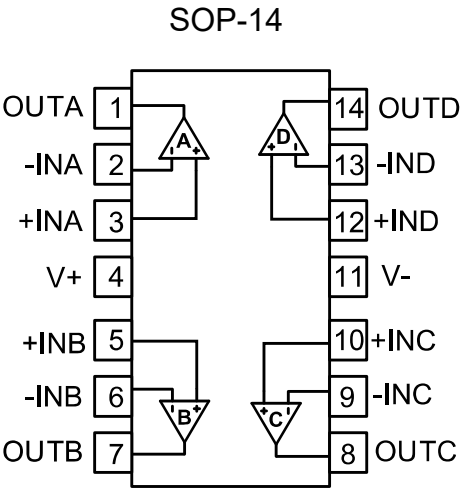 SOP-14
OUTA 1 14 OUTD
A D
-INA 2 13 -IND
+INA 3 12 +IND
V+ 4 11 V-
+INB 5 10 +INC
-INB 6 9 -INC
B C
OUTB 7 8 OUTC